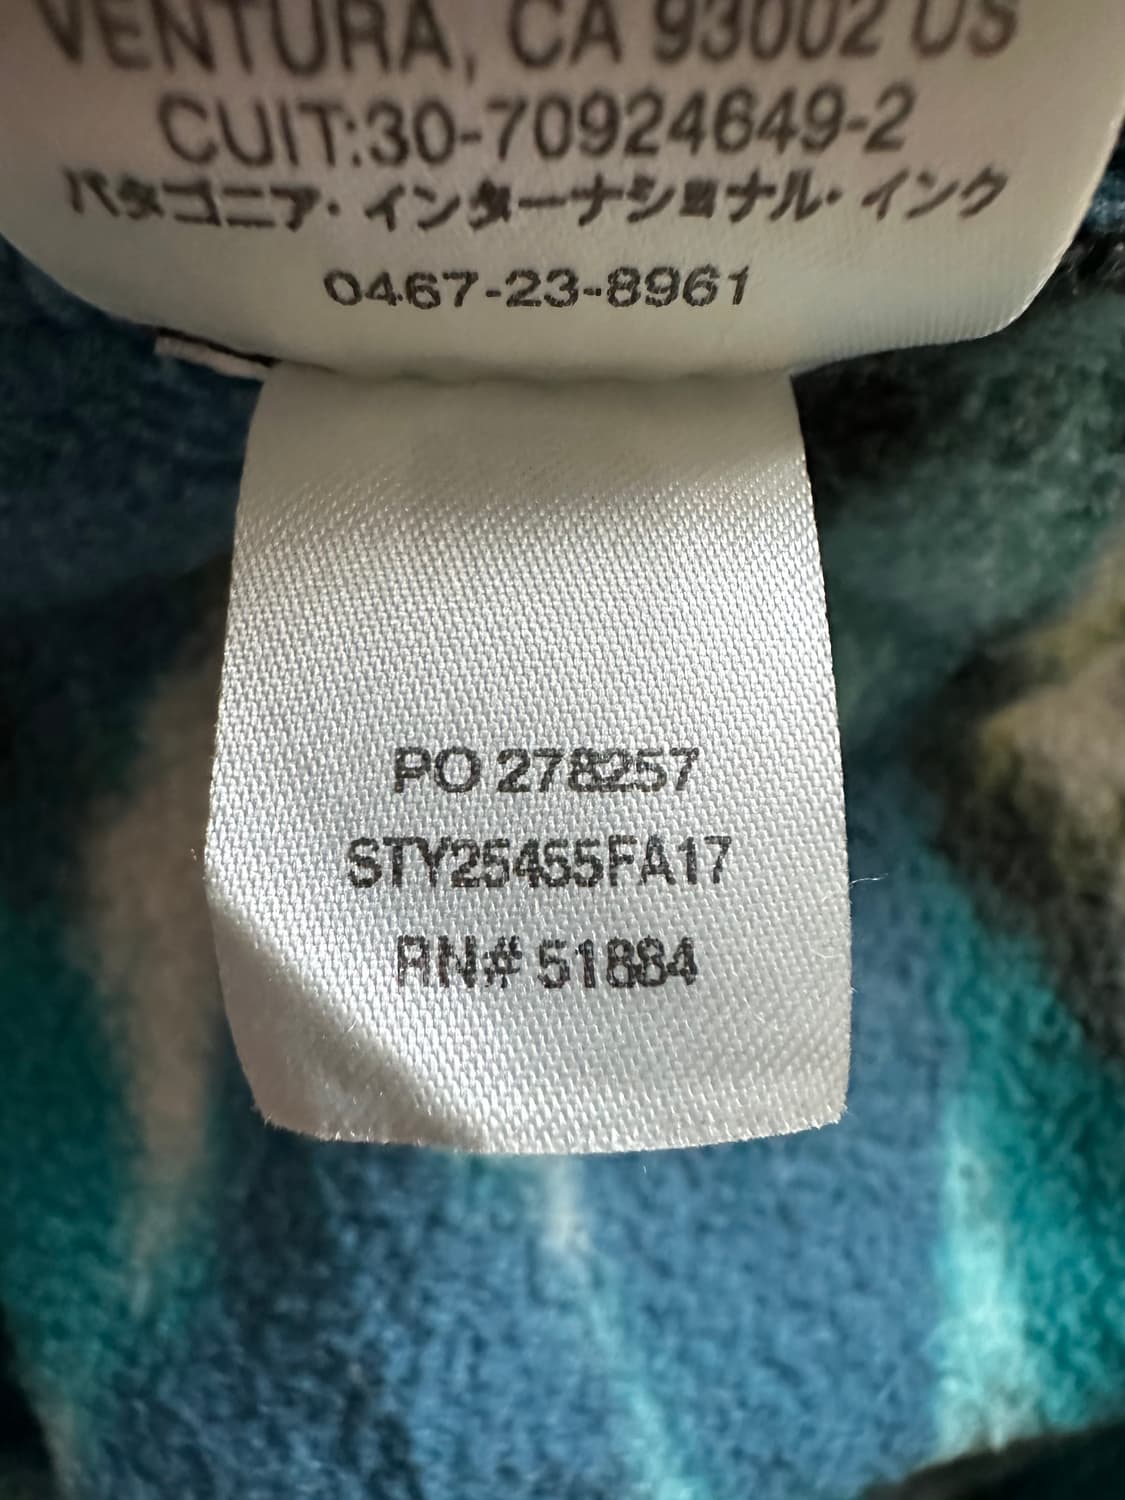 VENTURA, CA 93002 US
CUIT:30-70924649-2
パタゴニア・インターナショナル・インク
0467-23-8961
PO 278257
STY25455FA17
RN# 51884